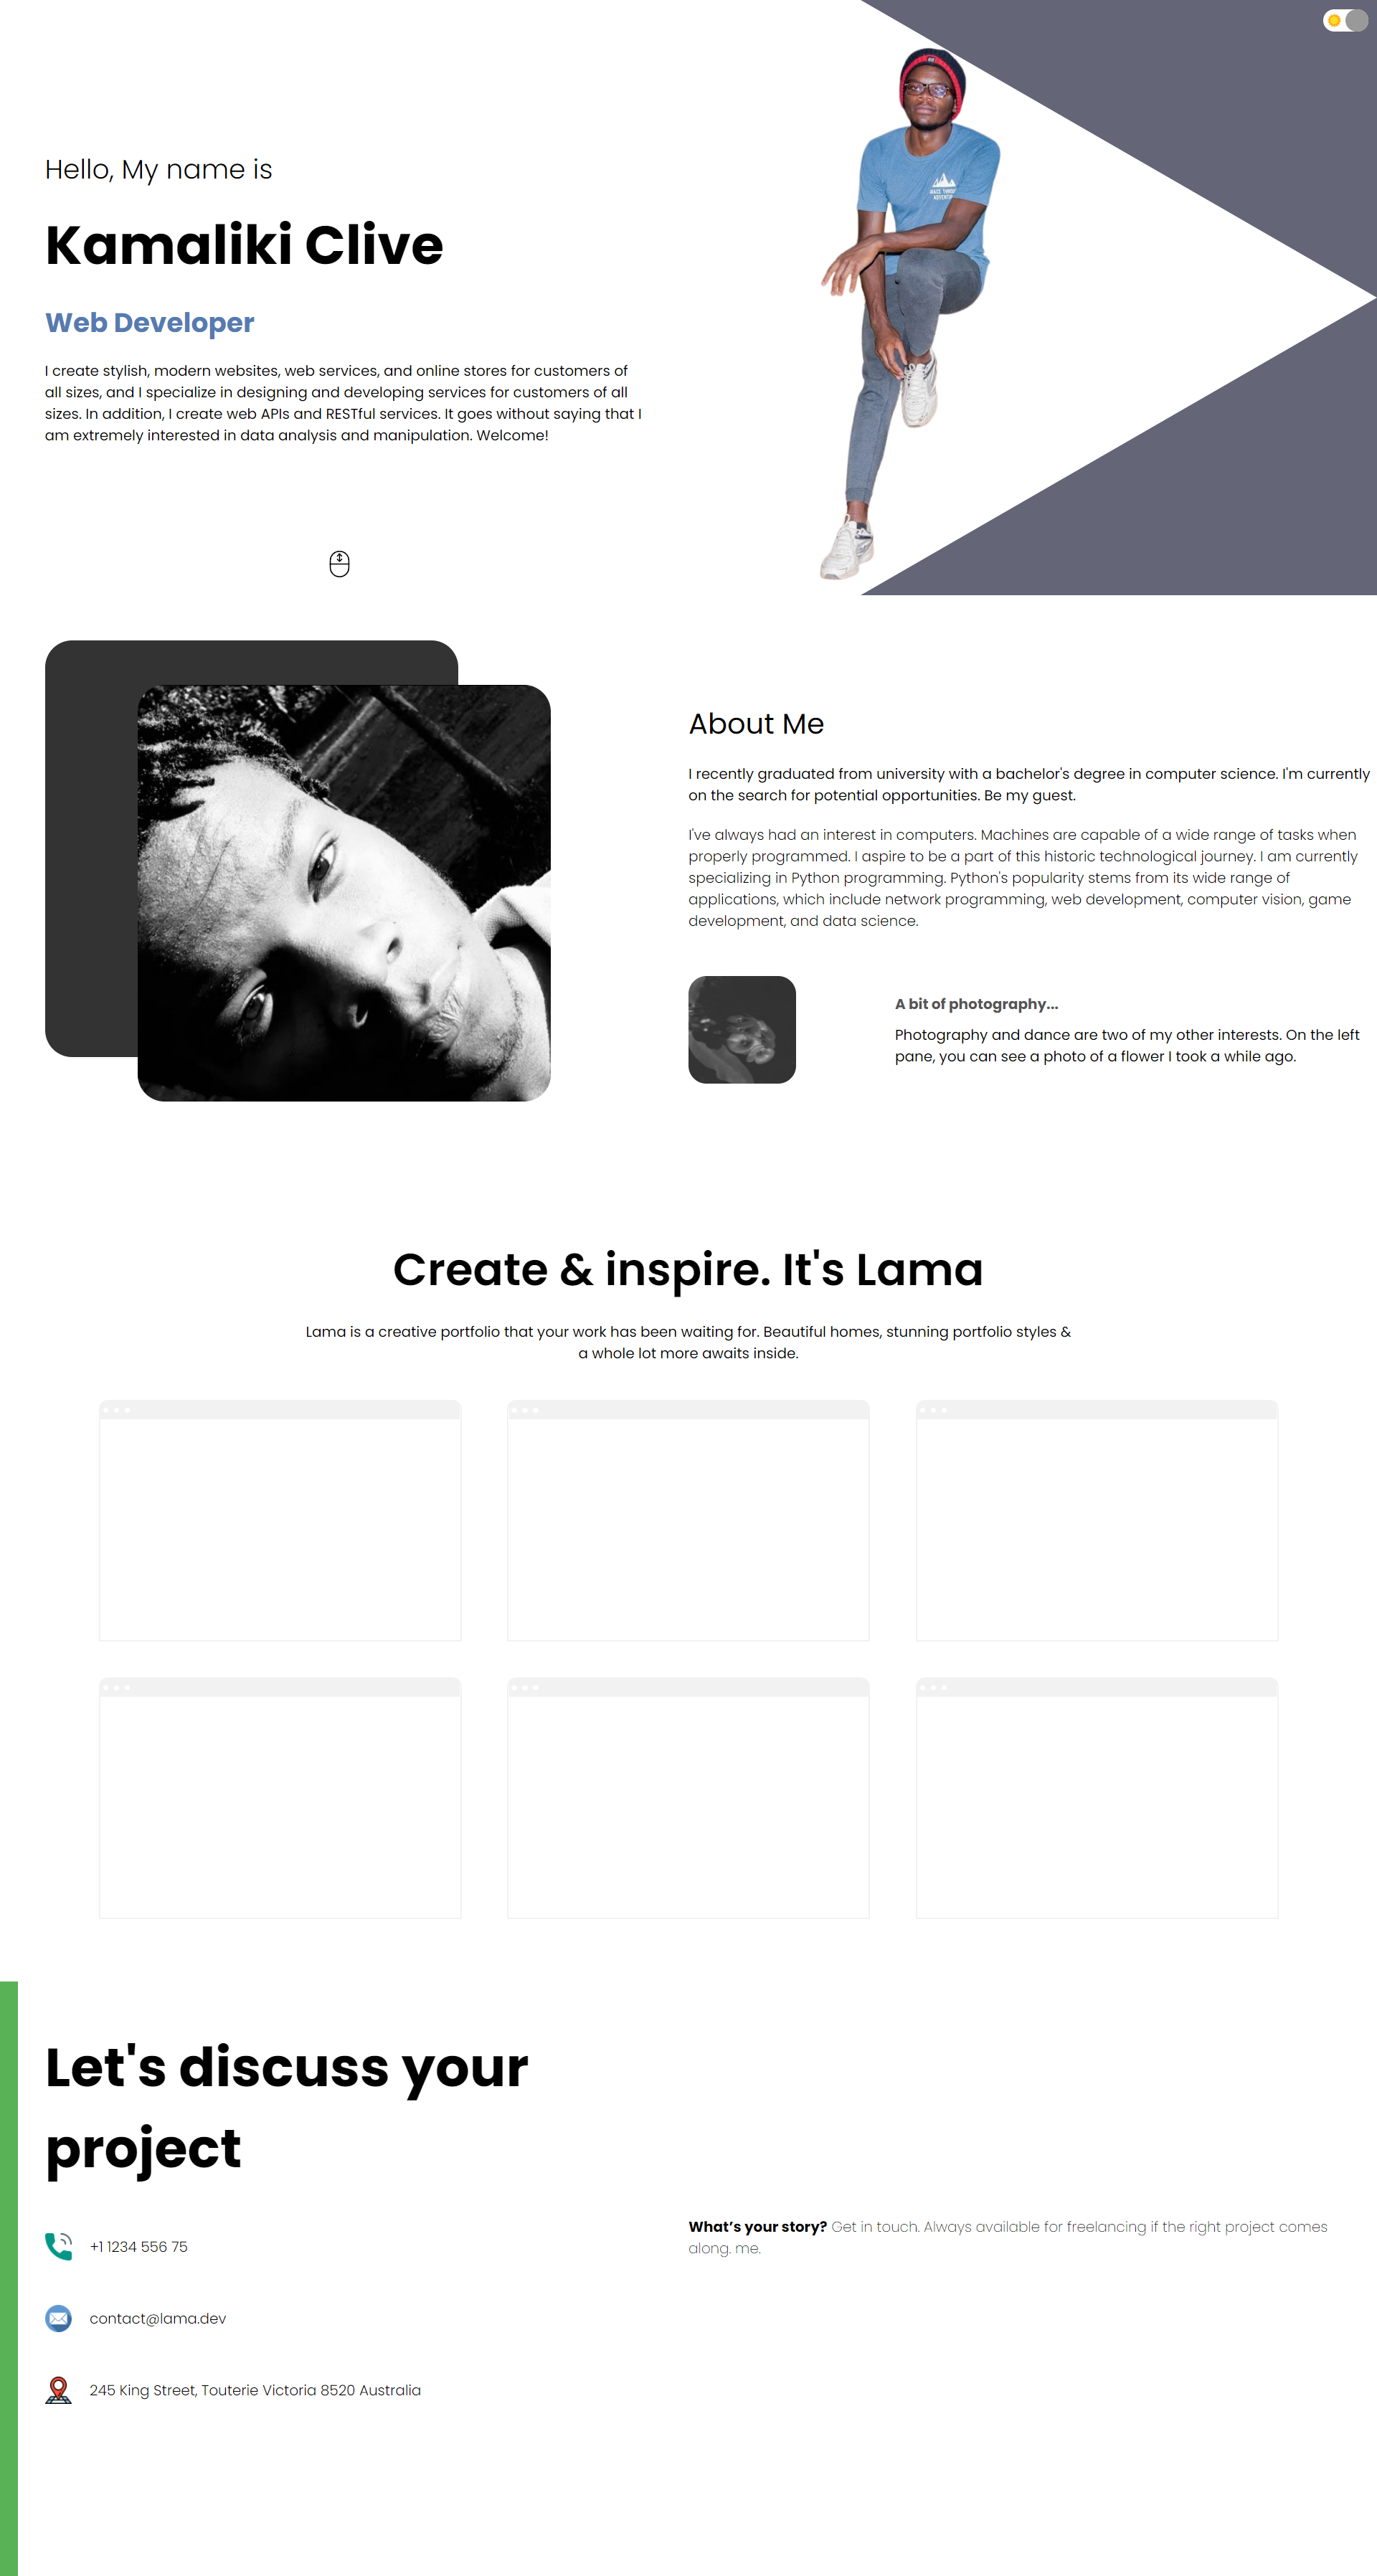 Hello, My name is
Kamaliki Clive
Web Developer
I create stylish, modern websites, web services, and online stores for customers of
all sizes, and I specialize in designing and developing services for customers of all
sizes. In addition, I create web APIs and RESTful services. It goes without saying that I
am extremely interested in data analysis and manipulation. Welcome!
About Me
I recently graduated from university with a bachelor's degree in computer science. I'm currently
on the search for potential opportunities. Be my guest.
I've always had an interest in computers. Machines are capable of a wide range of tasks when
properly programmed. I aspire to be a part of this historic technological journey. I am currently
specializing in Python programming. Python's popularity stems from its wide range of
applications, which include network programming, web development, computer vision, game
development, and data science.
A bit of photography...
Photography and dance are two of my other interests. On the left
pane, you can see a photo of a flower I took a while ago.
Create & inspire. It's Lama
Lama is a creative portfolio that your work has been waiting for. Beautiful homes, stunning portfolio styles &
a whole lot more awaits inside.
Let's discuss your
project
+1 1234 556 75
contact@lama.dev
245 King Street, Touterie Victoria 8520 Australia
What’s your story? Get in touch. Always available for freelancing if the right project comes
along. me.